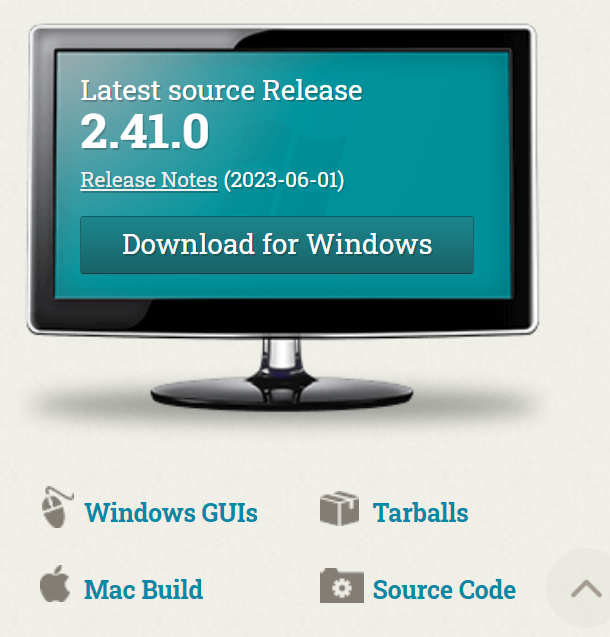 Latest source Release
2.41.0
Release Notes (2023-06-01)
Download for Windows
Windows GUIs
Tarballs
Mac Build
Source Code